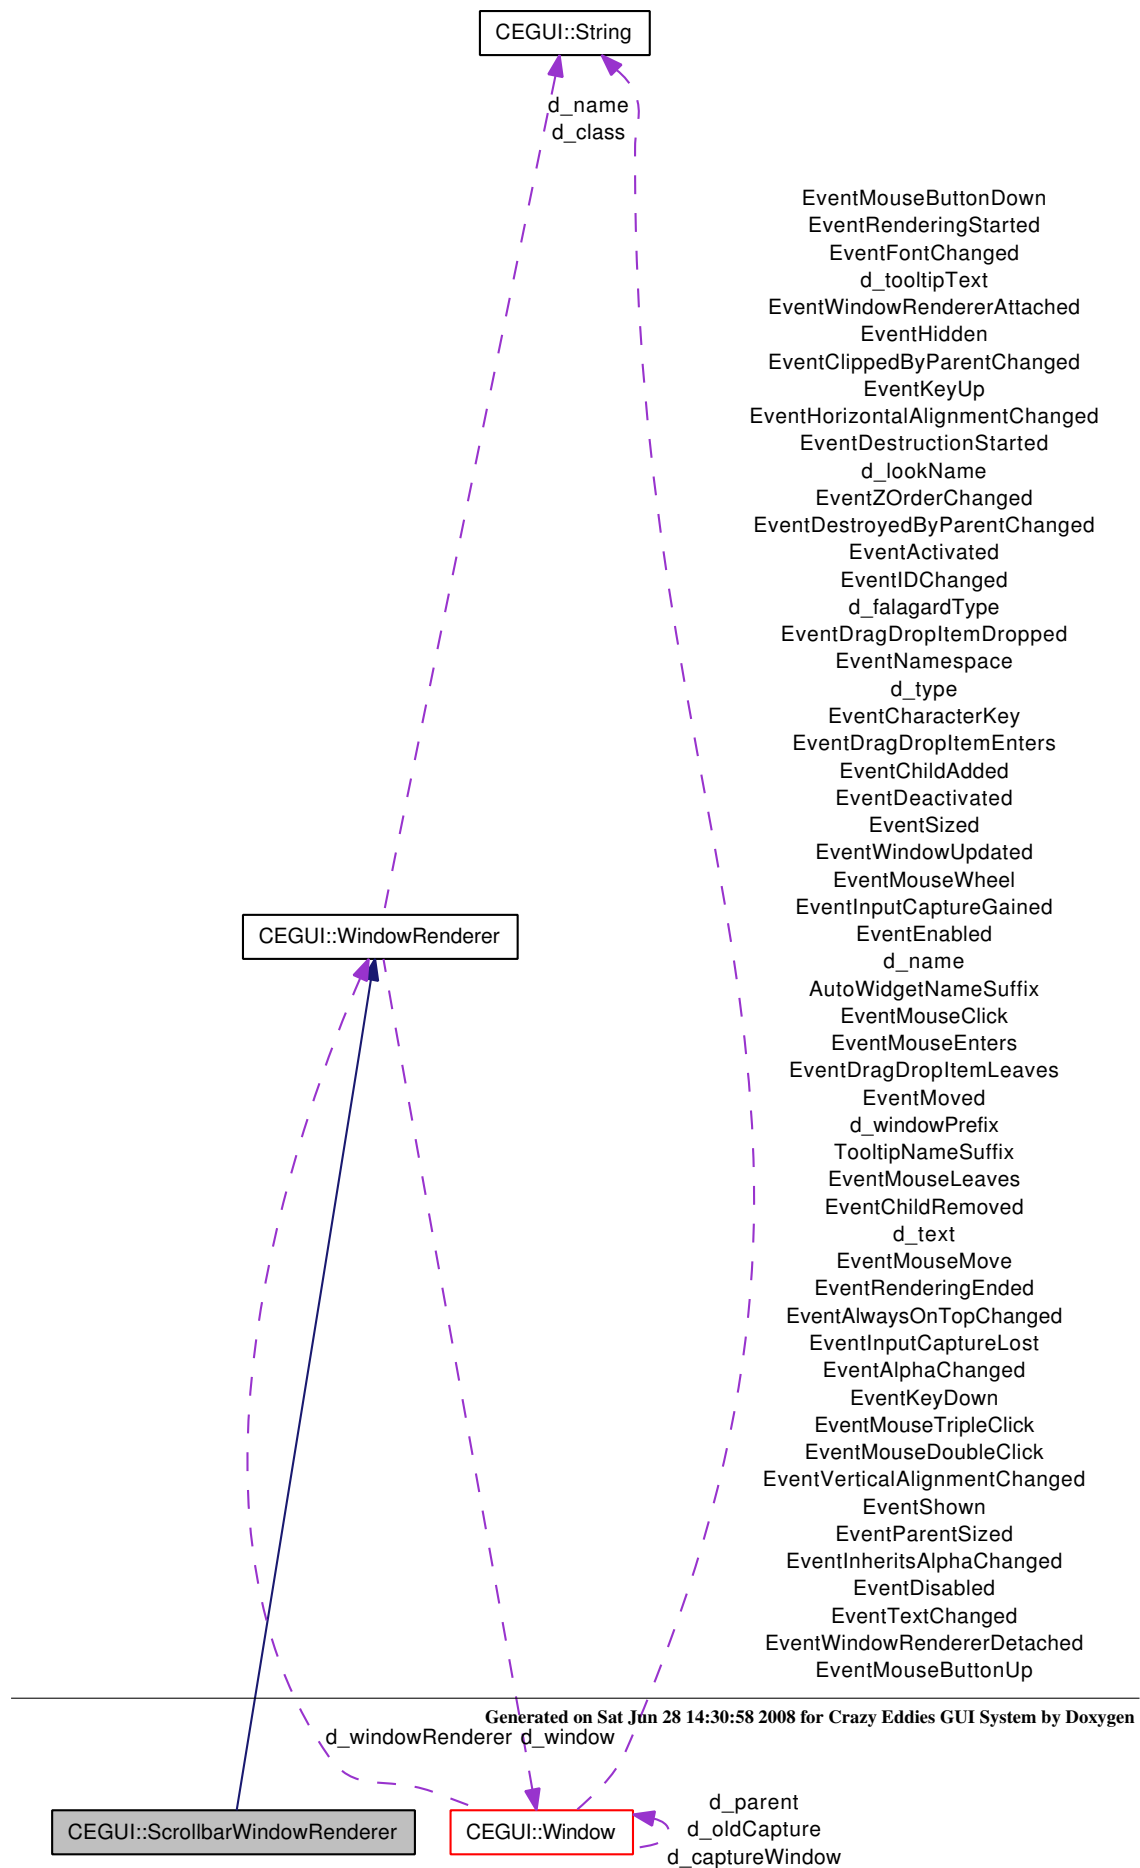 CEGUI::String
d_name
d_class
EventMouseButtonDown
EventRenderingStarted
EventFontChanged
d_tooltipText
EventWindowRendererAttached
EventHidden
EventClippedByParentChanged
EventKeyUp
EventHorizontalAlignmentChanged
EventDestructionStarted
d_lookName
EventZOrderChanged
EventDestroyedByParentChanged
EventActivated
EventIDChanged
d_falagardType
EventDragDropItemDropped
EventNamespace
d_type
EventCharacterKey
EventDragDropItemEnters
EventChildAdded
EventDeactivated
EventSized
EventWindowUpdated
EventMouseWheel
EventInputCaptureGained
EventEnabled
d_name
AutoWidgetNameSuffix
EventMouseClick
EventMouseEnters
EventDragDropItemLeaves
EventMoved
d_windowPrefix
TooltipNameSuffix
EventMouseLeaves
EventChildRemoved
d_text
EventMouseMove
EventRenderingEnded
EventAlwaysOnTopChanged
EventInputCaptureLost
EventAlphaChanged
EventKeyDown
EventMouseTripleClick
EventMouseDoubleClick
EventVerticalAlignmentChanged
EventShown
EventParentSized
EventInheritsAlphaChanged
EventDisabled
EventTextChanged
EventWindowRendererDetached
EventMouseButtonUp
CEGUI::WindowRenderer
Generated on Sat Jun 28 14:30:58 2008 for Crazy Eddies GUI System by Doxygen
d_windowRenderer
d_window
CEGUI::ScrollbarWindowRenderer
CEGUI::Window
d_parent
d_oldCapture
d_captureWindow